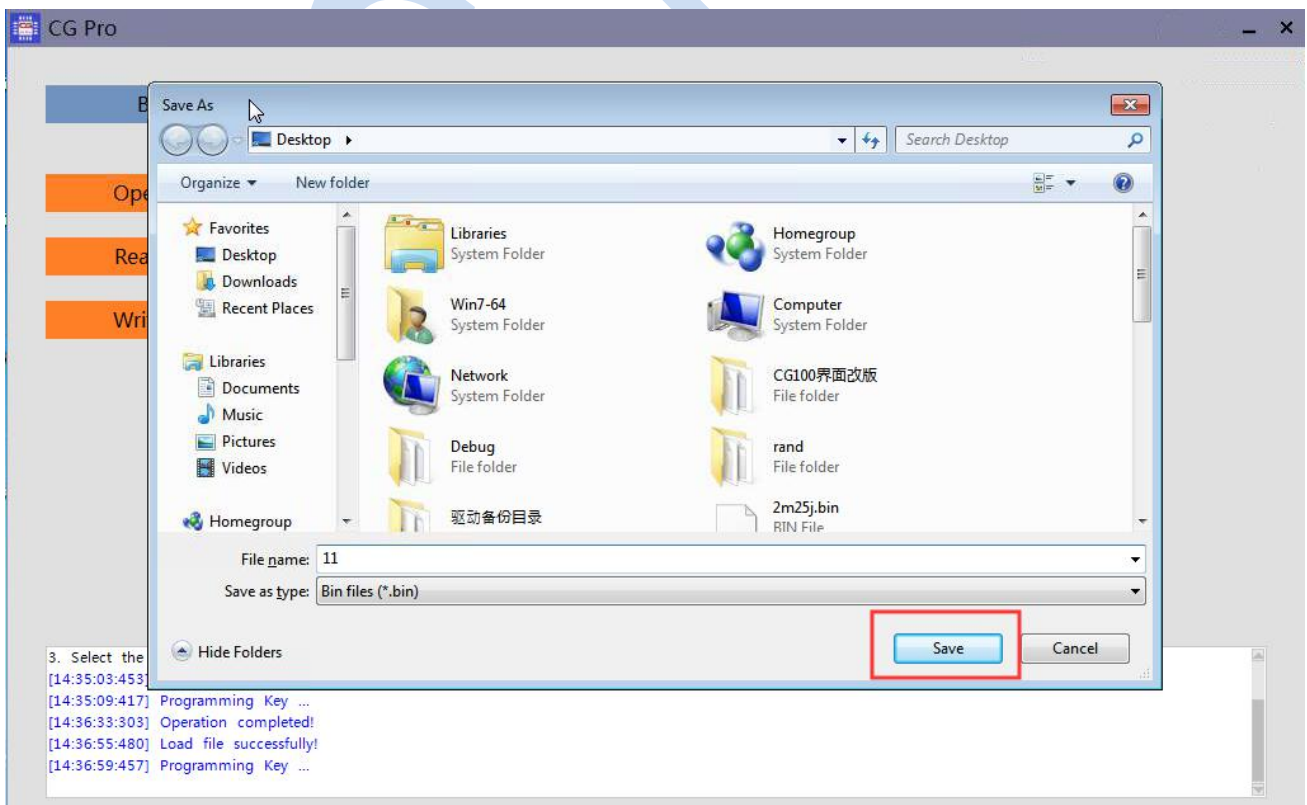 CG Pro
B
Save As
Desktop
Search Desktop
Organize
New folder
Ope
Rea
Wri
Favorites
Desktop
Downloads
Recent Places
Libraries
Documents
Music
Pictures
Videos
Homegroup
Libraries
System Folder
Homegroup
System Folder
Win7-64
System Folder
Computer
System Folder
Network
System Folder
CG100界面改版
File folder
Debug
File folder
rand
File folder
驱动备份目录
2m25j.bin
BIN File
File name: 11
Save as type: Bin files (*.bin)
Hide Folders
Save
Cancel
3. Select the
[14:35:03:453]
[14:35:09:417] Programming Key ...
[14:36:33:303] Operation completed!
[14:36:55:480] Load file successfully!
[14:36:59:457] Programming Key ...